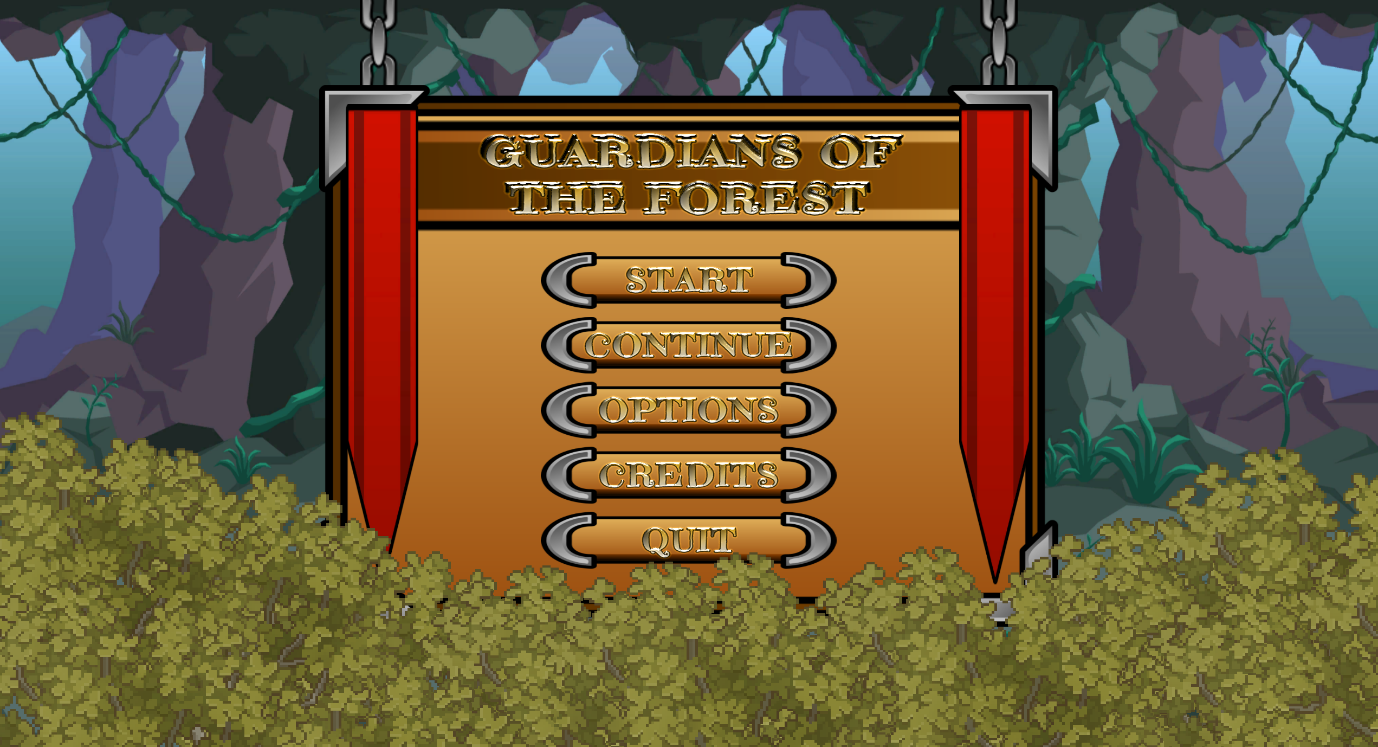 GUARDIANS OF
THE FOREST
START
CONTINUE
OPTIONS
CREDITS
QUIT